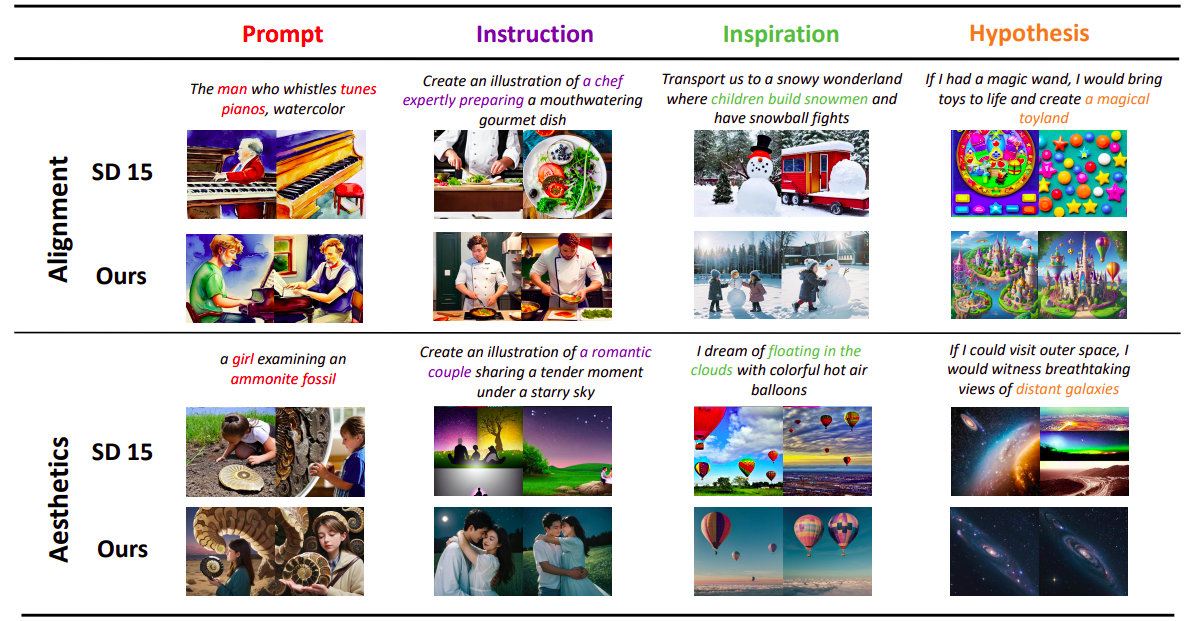 Prompt
Instruction
Inspiration
Hypothesis
Alignment
The man who whistles tunes
pianos, watercolor
Create an illustration of a chef
expertly preparing a mouthwatering
gourmet dish
Transport us to a snowy wonderland
where children build snowmen and
have snowball fights
If I had a magic wand, I would bring
toys to life and create a magical
toyland
SD 15
Ours
Aesthetics
a girl examining an
ammonite fossil
Create an illustration of a romantic
couple sharing a tender moment
under a starry sky
I dream of floating in the
clouds with colorful hot air
balloons
If I could visit outer space, I
would witness breathtaking
views of distant galaxies
SD 15
Ours